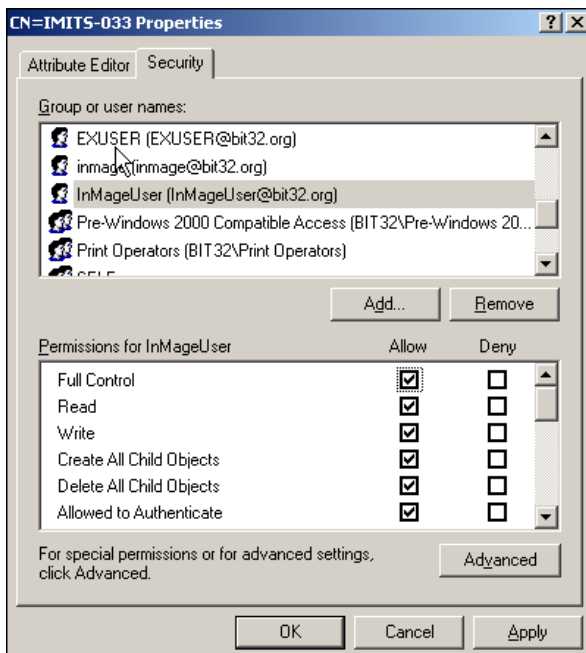 CN=IMITS-033 Properties
Attribute Editor Security
Group or user names:
EXUSER (EXUSER@bit32.org)
inmage (inmage@bit32.org)
InMageUser (InMageUser@bit32.org)
Pre-Windows 2000 Compatible Access (BIT32\Pre-Windows 20...
Print Operators (BIT32\Print Operators)
SELF
Add... Remove
Permissions for InMageUser Allow Deny
Full Control
Read
Write
Create All Child Objects
Delete All Child Objects
Allowed to Authenticate
For special permissions or for advanced settings,
click Advanced.
Advanced
OK Cancel Apply